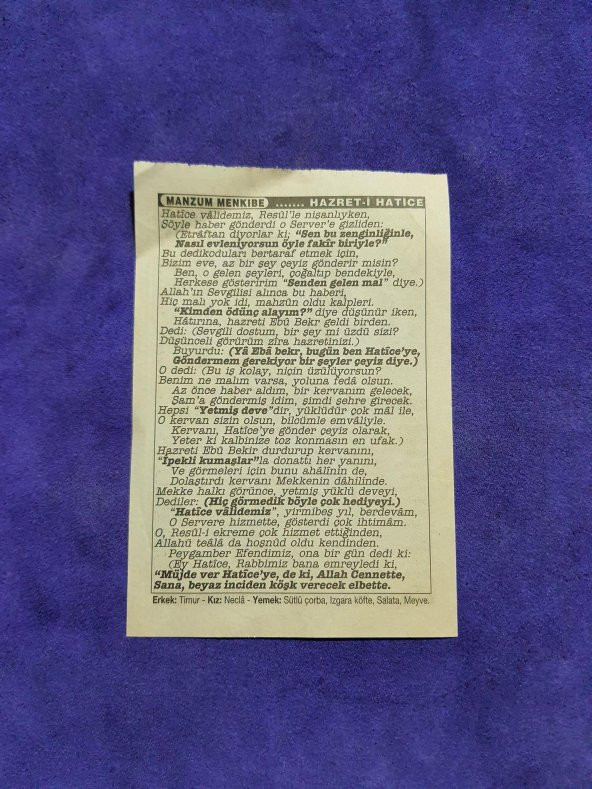 MANZUM MENKIBE ....... HAZRET-İ HATİCE
Hatîce vâlidemiz, Resûl'le nişanlıyken,
Şöyle haber gönderdi o Server'e gizliden:
(Etrâftan diyorlar ki; "Sen bu zenginliğinle,
Nasıl evleniyorsun öyle fakîr biriyle?"
Bu dedikoduları bertaraf etmek için,
Bizim eve, az bir şey çeyiz gönderir misin?
Ben, o gelen şeyleri, çoğaltıp bendekiyle,
Herkese gösteririm "Senden gelen mal" diye.)
Allah'ın Sevgilisi alınca bu haberi,
Hiç malı yok idi, mahzûn oldu kalpleri.
"Kimden ödünç alayım?" diye düşünür iken,
Hâtırına, hazreti Ebû Bekr geldi birden.
Dedi: (Sevgili dostum, bir şey mi üzdü sizi?
Düşünceli görürüm zîra hazretinizi.)
Buyurdu: (Yâ Ebâ bekr, bugün ben Hatîce'ye,
Göndermem gerekiyor bir şeyler çeyiz diye.)
O dedi: (Bu iş kolay, niçin üzülüyorsun?
Benim ne malım varsa, yoluna fedâ olsun.
Az önce haber aldım, bir kervanım gelecek,
Şam'a göndermiş idim, şimdi şehre girecek.
Hepsi "Yetmiş deve"dir, yüklüdür çok mâl ile,
O kervan sizin olsun, bilcümle emvâliyle.
Kervanı, Hatîce'ye gönder çeyiz olarak,
Yeter ki kalbinize toz konmasın en ufak.)
Hazreti Ebû Bekir durdurup kervanını,
"İpekli kumaşlar"la donattı her yanını,
Ve görmeleri için bunu ahâlinin de,
Dolaştırdı kervanı Mekkenin dâhilinde.
Mekke halkı görünce, yetmiş yüklü deveyi,
Dediler: (Hiç görmedik böyle çok hediyeyi.)
"Hatîce vâlidemiz", yirmibeş yıl, berdevâm,
O Servere hizmette, gösterdi çok ihtimâm.
O, Resûl-i ekreme çok hizmet ettiğinden,
Allahü teâlâ da hoşnûd oldu kendinden.
Peygamber Efendimiz, ona bir gün dedi ki:
(Ey Hatîce, Rabbimiz bana emreyledi ki,
"Müjde ver Hatîce'ye, de ki, Allah Cennette,
Sana, beyaz inciden köşk verecek elbette.
Erkek: Timur - Kız: Neclâ - Yemek: Sütlü çorba, Izgara köfte, Salata, Meyve.